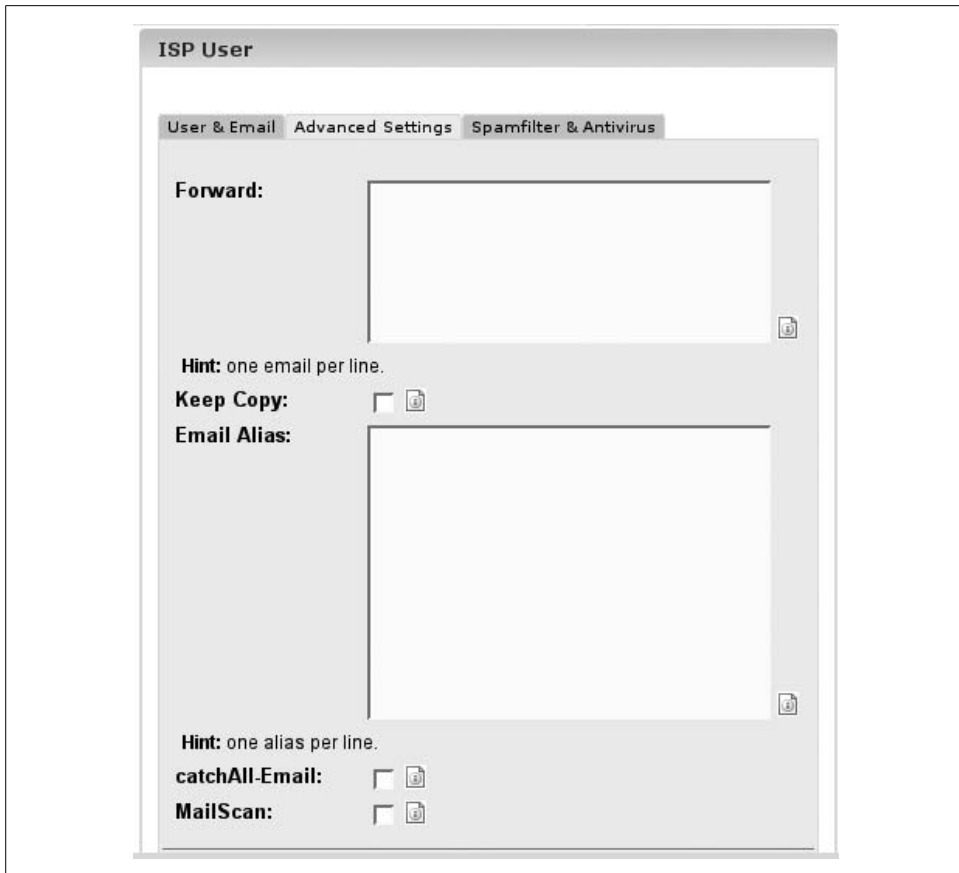 ISP User
User & Email Advanced Settings Spamfilter & Antivirus
Forward:
Hint: one email per line.
Keep Copy:
Email Alias:
Hint: one alias per line.
catchAll-Email:
MailScan: